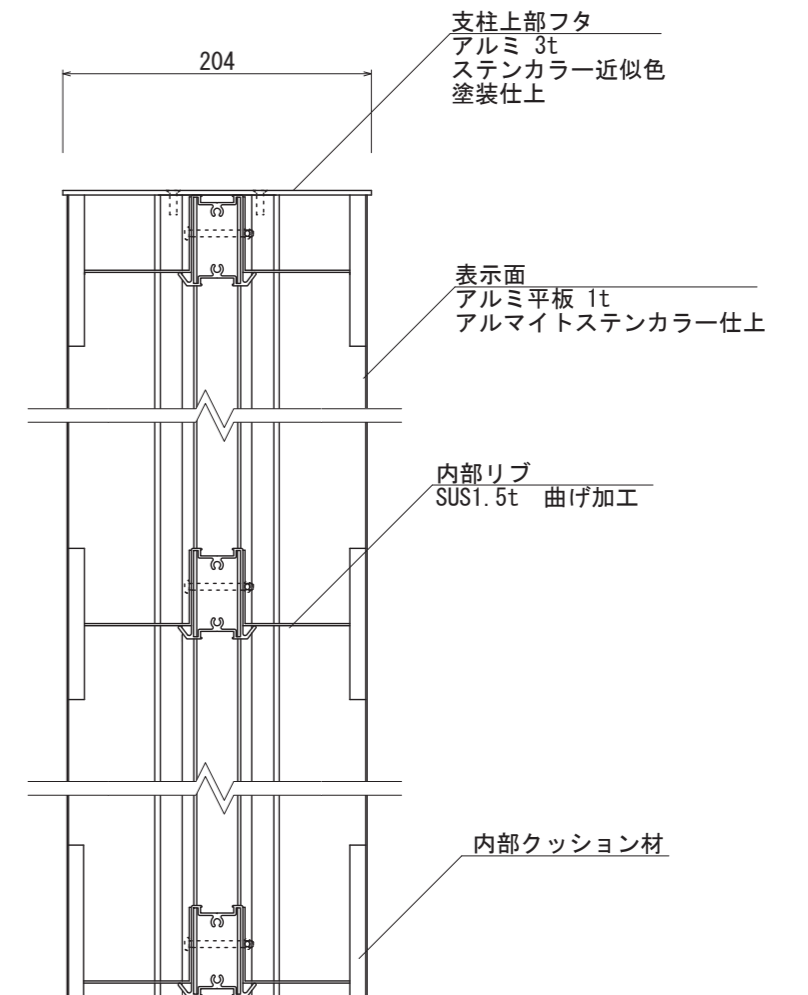 支柱上部フタ
アルミ 3t
ステンカラー近似色
塗装仕上
204
表示面
アルミ平板 1t
アルマイトステンカラー仕上
内部リブ
SUS1.5t 曲げ加工
内部クッション材